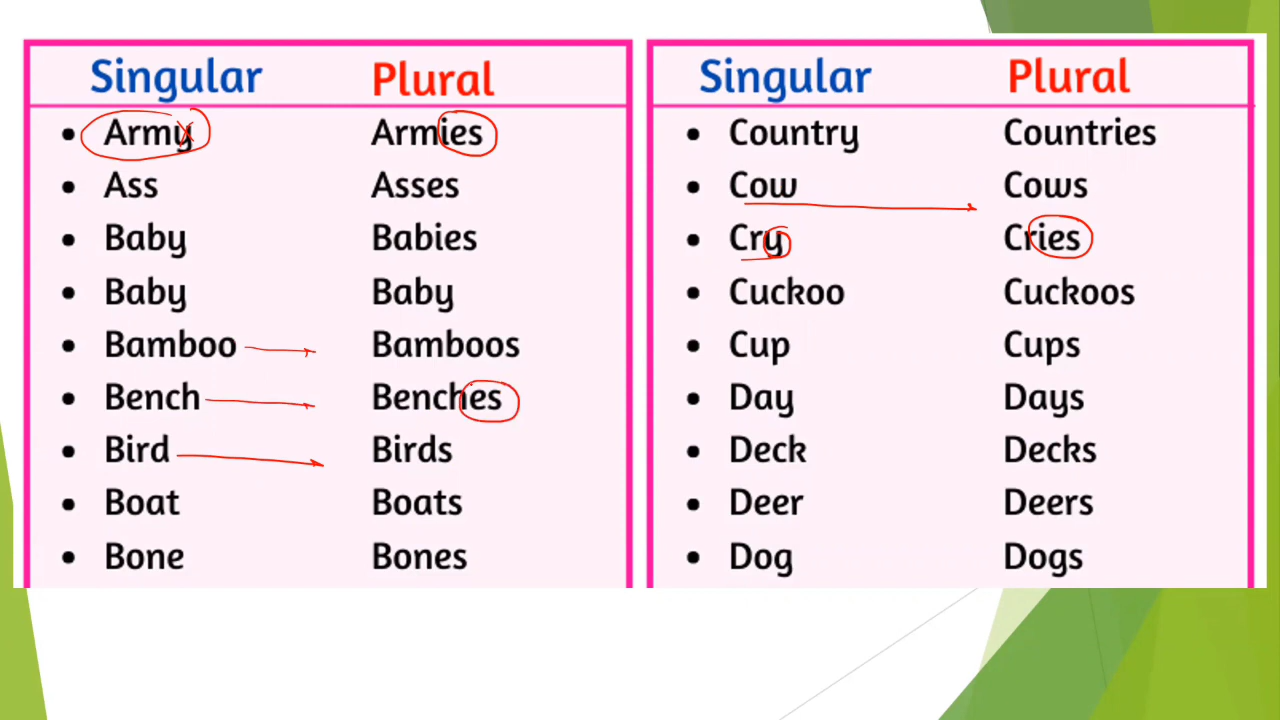 Singular Plural
• Army Armies
• Ass Asses
• Baby Babies
• Baby Baby
• Bamboo Bamboos
• Bench Benches
• Bird Birds
• Boat Boats
• Bone Bones
Singular Plural
• Country Countries
• Cow Cows
• Cry Cries
• Cuckoo Cuckoos
• Cup Cups
• Day Days
• Deck Decks
• Deer Deers
• Dog Dogs